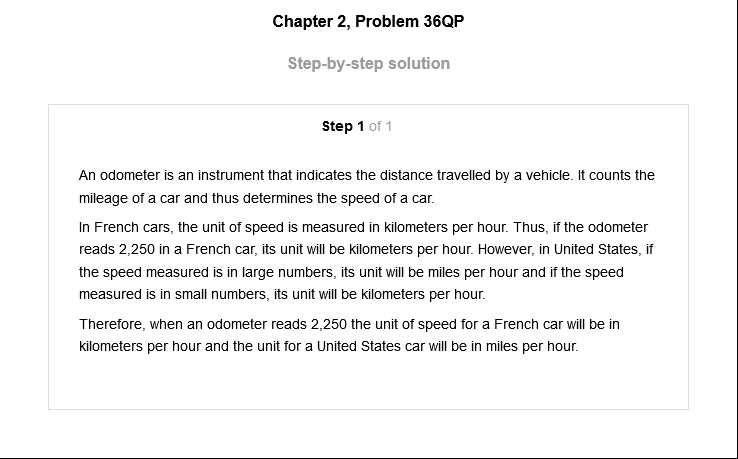 Chapter 2, Problem 36QP
Step-by-step solution
Step 1 of 1
An odometer is an instrument that indicates the distance travelled by a vehicle. It counts the
mileage of a car and thus determines the speed of a car.
In French cars, the unit of speed is measured in kilometers per hour. Thus, if the odometer
reads 2,250 in a French car, its unit will be kilometers per hour. However, in United States, if
the speed measured is in large numbers, its unit will be miles per hour and if the speed
measured is in small numbers, its unit will be kilometers per hour.
Therefore, when an odometer reads 2,250 the unit of speed for a French car will be in
kilometers per hour and the unit for a United States car will be in miles per hour.